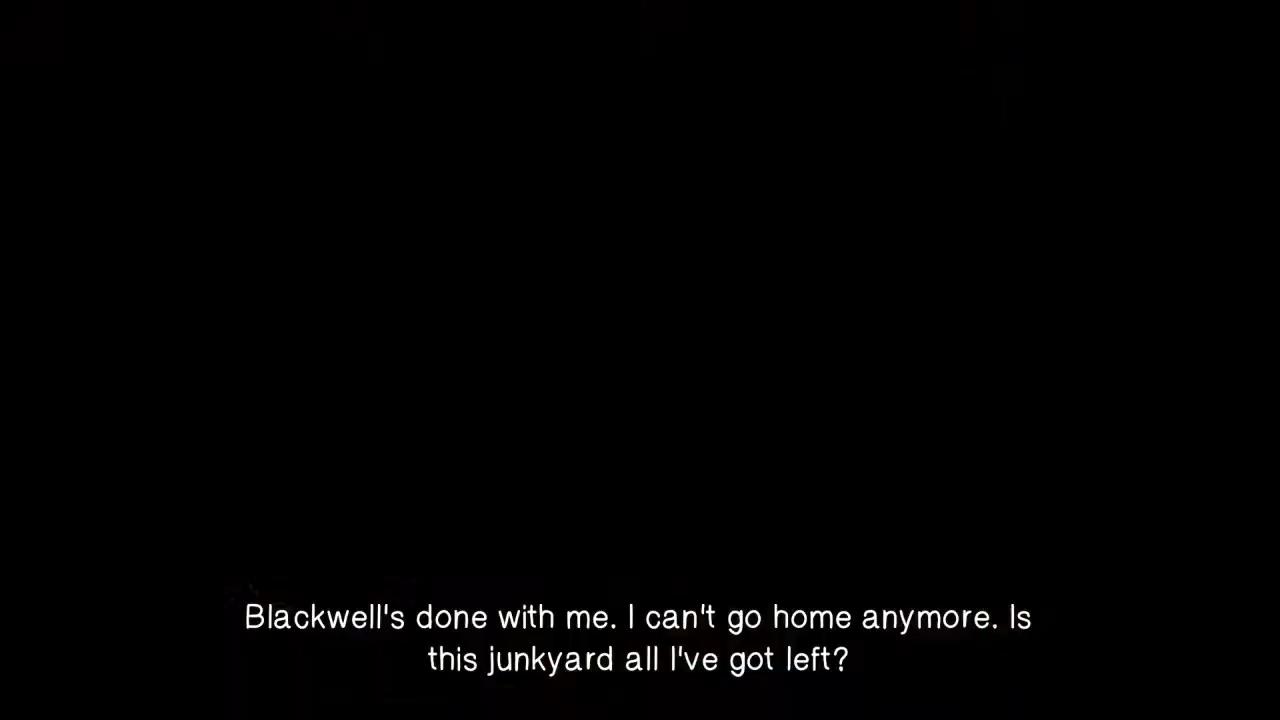 Blackwell's done with me. I can't go home anymore. Is
this junkyard all I've got left?